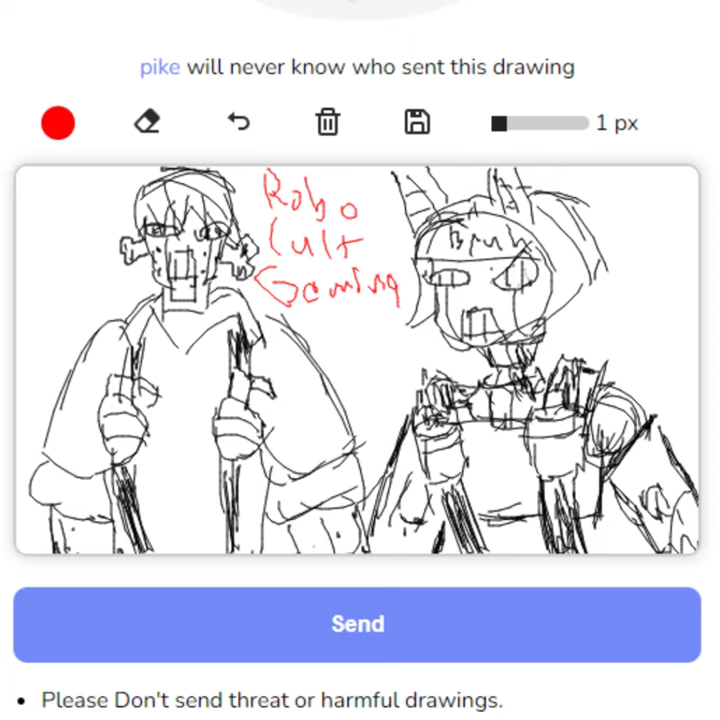 pike will never know who sent this drawing
1 px
Robo
Cult
Gaming
Send
Please Don't send threat or harmful drawings.